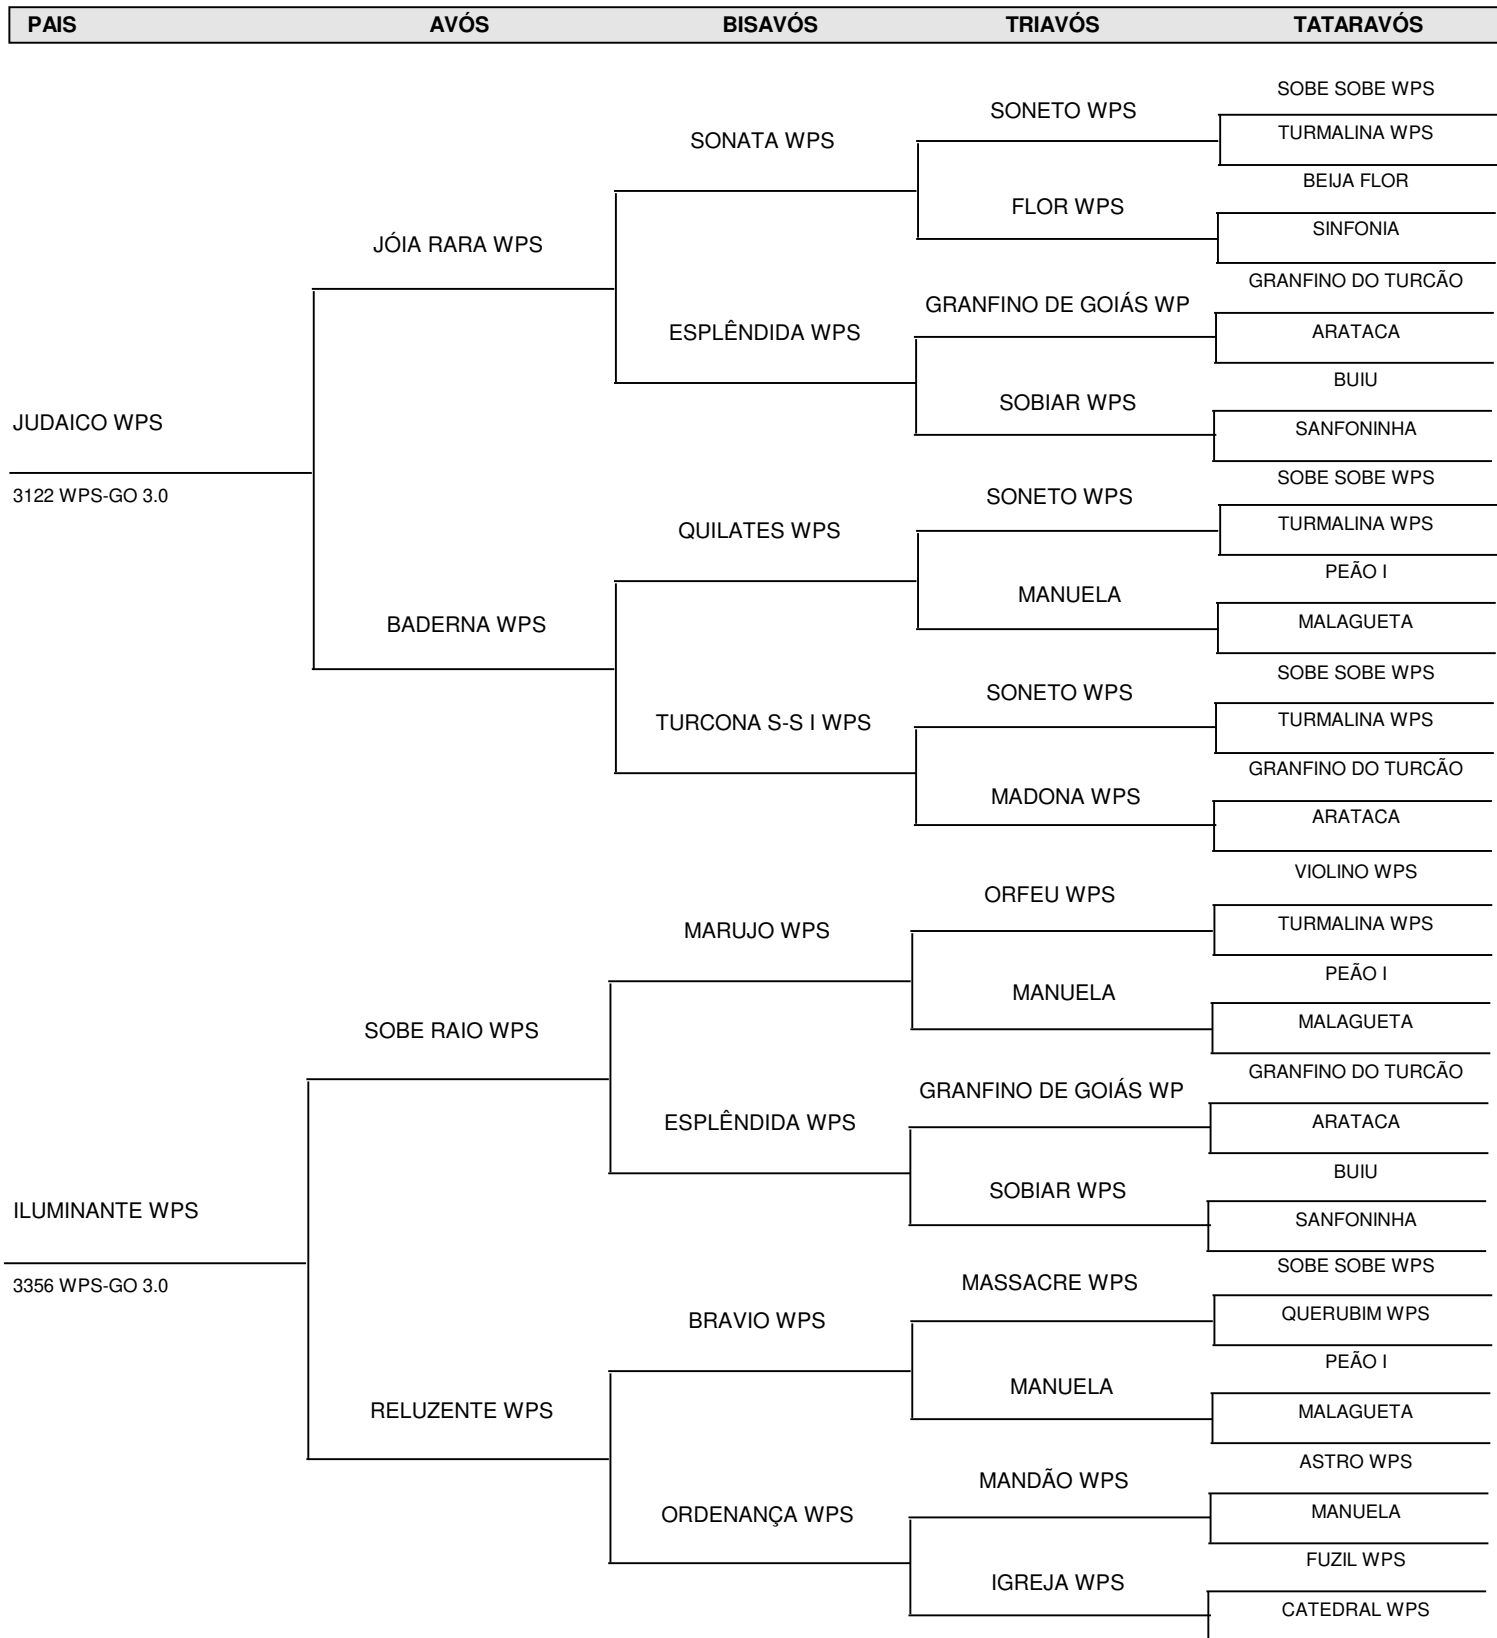 PAIS AVÓS BISAVÓS TRIAVÓS TATARAVÓS
SOBE SOBE WPS
SONETO WPS
TURMALINA WPS
SONATA WPS
BEIJA FLOR
FLOR WPS
SINFONIA
JÓIA RARA WPS
GRANFINO DO TURCÃO
GRANFINO DE GOIÁS WP
ARATACA
ESPLÊNDIDA WPS
BUIU
SOBIAR WPS
SANFONINHA
JUDAICO WPS
3122 WPS-GO 3.0
SOBE SOBE WPS
SONETO WPS
TURMALINA WPS
QUILATES WPS
PEÃO I
MANUELA
MALAGUETA
BADERNA WPS
SOBE SOBE WPS
SONETO WPS
TURMALINA WPS
TURCONA S-S I WPS
GRANFINO DO TURCÃO
MADONA WPS
ARATACA
VIOLINO WPS
ORFEU WPS
TURMALINA WPS
MARUJO WPS
PEÃO I
MANUELA
MALAGUETA
SOBE RAIO WPS
GRANFINO DO TURCÃO
GRANFINO DE GOIÁS WP
ARATACA
ESPLÊNDIDA WPS
BUIU
SOBIAR WPS
SANFONINHA
ILUMINANTE WPS
3356 WPS-GO 3.0
SOBE SOBE WPS
MASSACRE WPS
QUERUBIM WPS
BRAVIO WPS
PEÃO I
MANUELA
MALAGUETA
RELUZENTE WPS
ASTRO WPS
MANDÃO WPS
MANUELA
ORDENANÇA WPS
FUZIL WPS
IGREJA WPS
CATEDRAL WPS